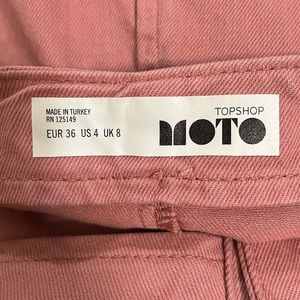 MADE IN TURKEY
RN 125149
EUR 36 US 4 UK 8
TOPSHOP
MOTO